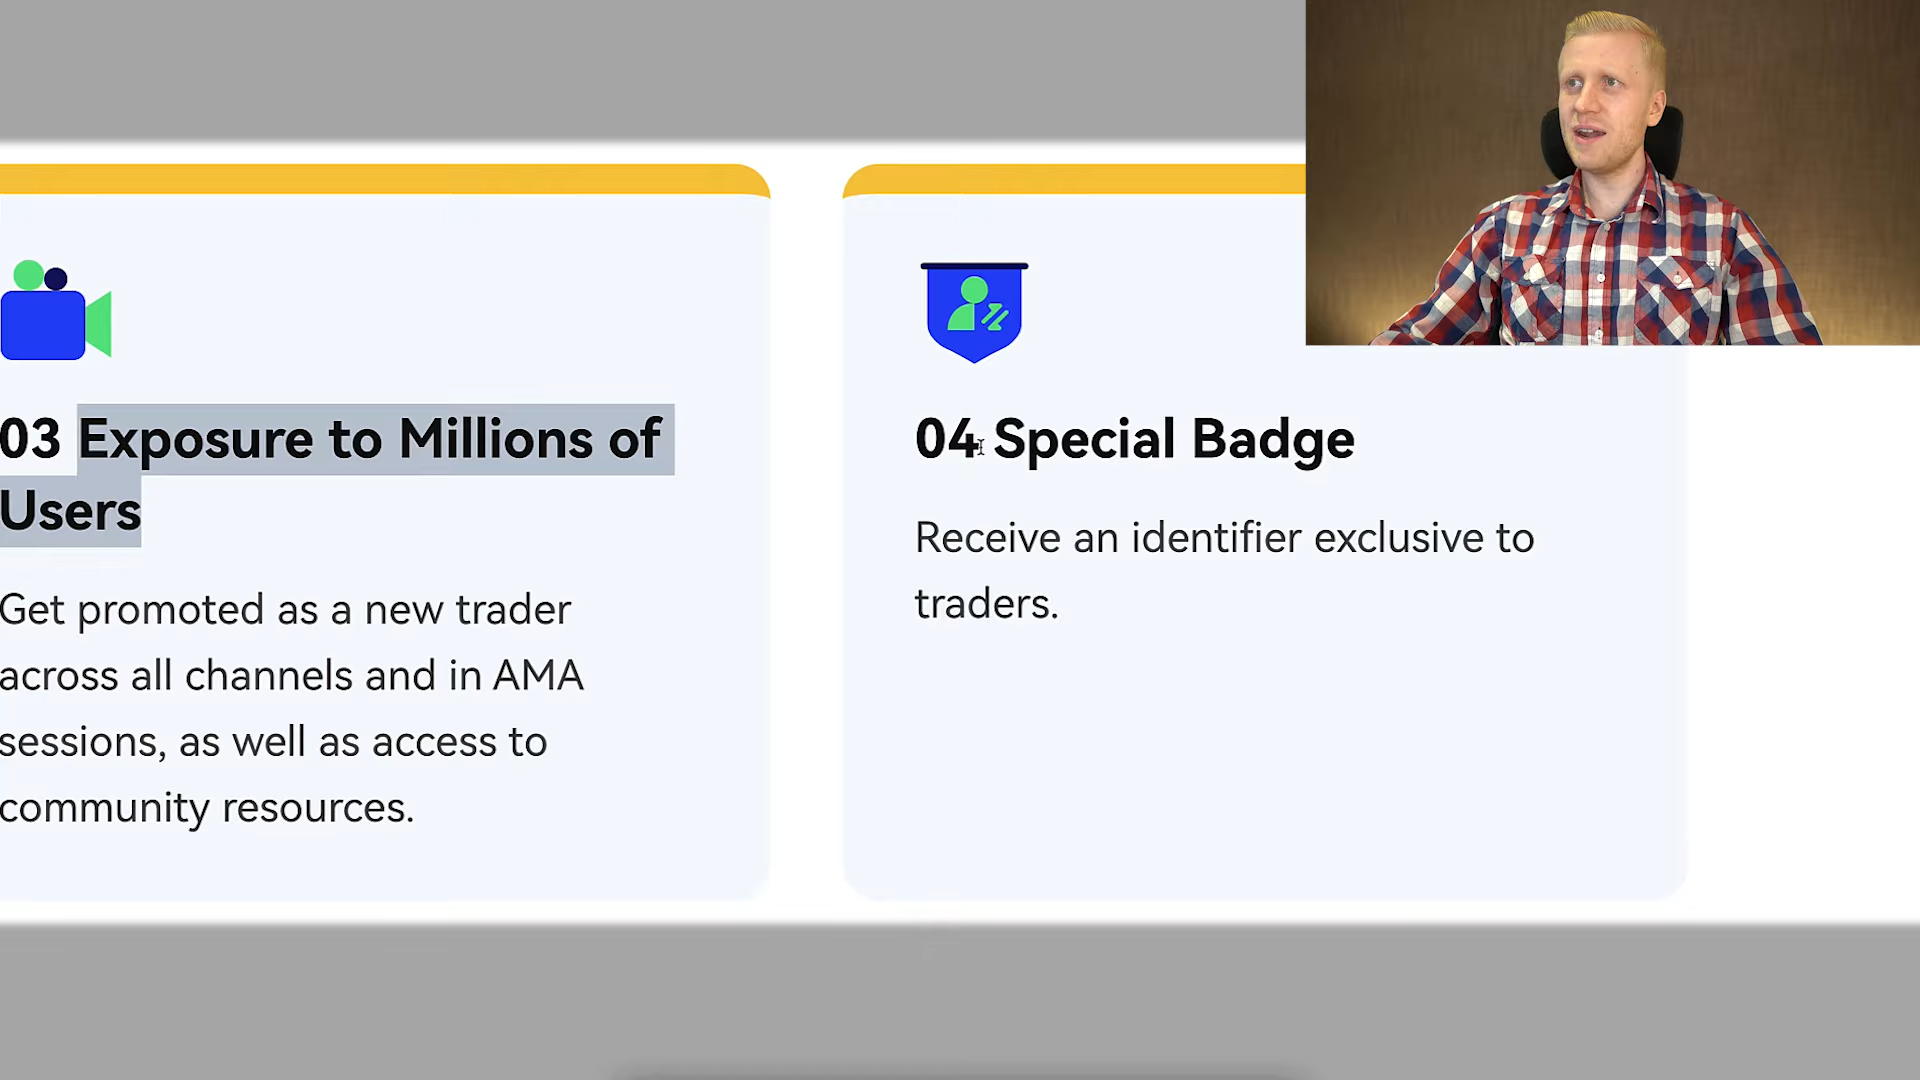 03 Exposure to Millions of
Users
Get promoted as a new trader
across all channels and in AMA
sessions, as well as access to
community resources.
04 Special Badge
Receive an identifier exclusive to
traders.